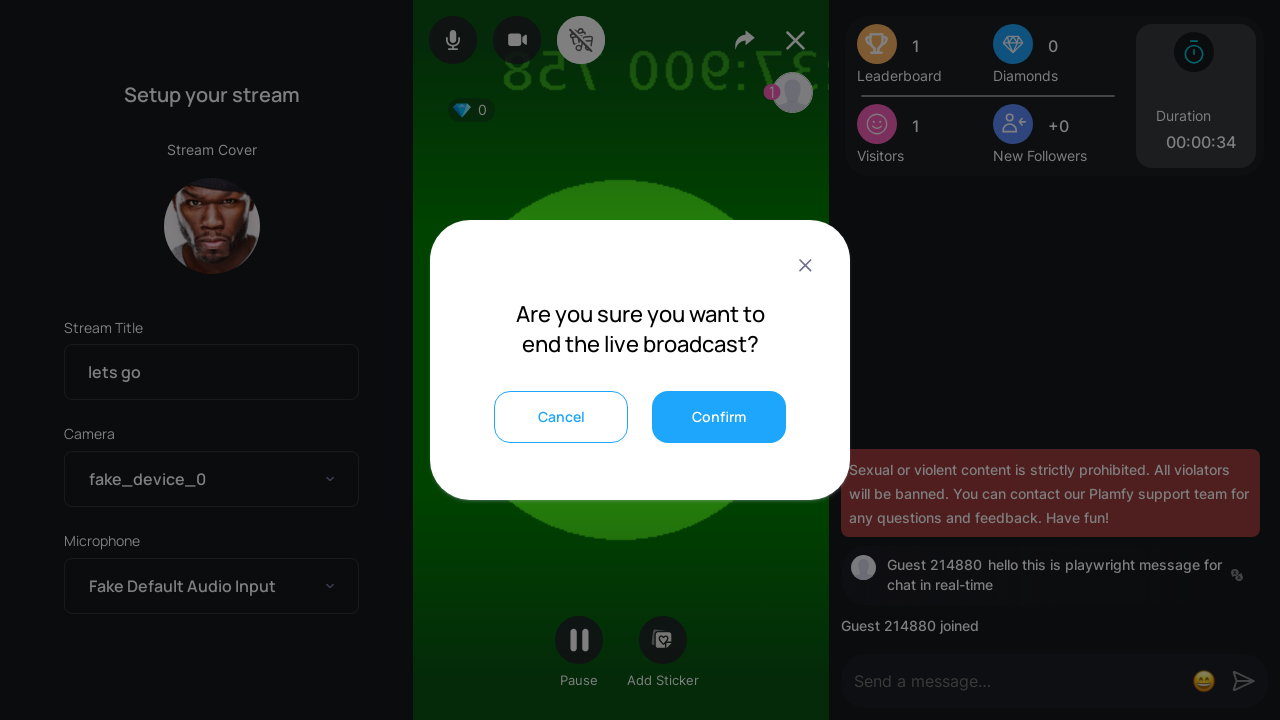 Setup your stream
Stream Cover
Stream Title
lets go
Camera
fake_device_0
Microphone
Fake Default Audio Input
:37:900 758
0
1
Are you sure you want to
end the live broadcast?
Cancel
Confirm
Pause
Add Sticker
1
Leaderboard
0
Diamonds
1
Visitors
+0
New Followers
Duration
00:00:34
Sexual or violent content is strictly prohibited. All violators
will be banned. You can contact our Plamfy support team for
any questions and feedback. Have fun!
Guest 214880 hello this is playwright message for
chat in real-time
Guest 214880 joined
Send a message...